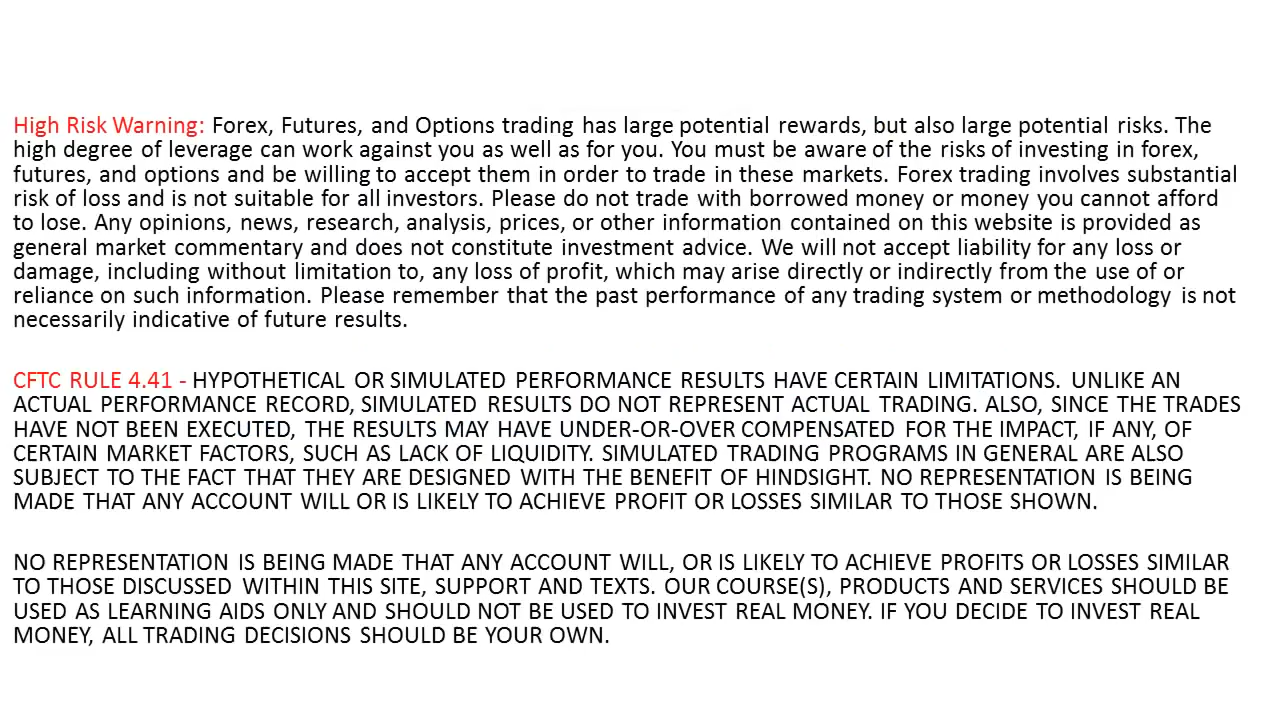 High Risk Warning: Forex, Futures, and Options trading has large potential rewards, but also large potential risks. The
high degree of leverage can work against you as well as for you. You must be aware of the risks of investing in forex,
futures, and options and be willing to accept them in order to trade in these markets. Forex trading involves substantial
risk of loss and is not suitable for all investors. Please do not trade with borrowed money or money you cannot afford
to lose. Any opinions, news, research, analysis, prices, or other information contained on this website is provided as
general market commentary and does not constitute investment advice. We will not accept liability for any loss or
damage, including without limitation to, any loss of profit, which may arise directly or indirectly from the use of or
reliance on such information. Please remember that the past performance of any trading system or methodology is not
necessarily indicative of future results.
CFTC RULE 4.41 - HYPOTHETICAL OR SIMULATED PERFORMANCE RESULTS HAVE CERTAIN LIMITATIONS. UNLIKE AN
ACTUAL PERFORMANCE RECORD, SIMULATED RESULTS DO NOT REPRESENT ACTUAL TRADING. ALSO, SINCE THE TRADES
HAVE NOT BEEN EXECUTED, THE RESULTS MAY HAVE UNDER-OR-OVER COMPENSATED FOR THE IMPACT, IF ANY, OF
CERTAIN MARKET FACTORS, SUCH AS LACK OF LIQUIDITY. SIMULATED TRADING PROGRAMS IN GENERAL ARE ALSO
SUBJECT TO THE FACT THAT THEY ARE DESIGNED WITH THE BENEFIT OF HINDSIGHT. NO REPRESENTATION IS BEING
MADE THAT ANY ACCOUNT WILL OR IS LIKELY TO ACHIEVE PROFIT OR LOSSES SIMILAR TO THOSE SHOWN.
NO REPRESENTATION IS BEING MADE THAT ANY ACCOUNT WILL, OR IS LIKELY TO ACHIEVE PROFITS OR LOSSES SIMILAR
TO THOSE DISCUSSED WITHIN THIS SITE, SUPPORT AND TEXTS. OUR COURSE(S), PRODUCTS AND SERVICES SHOULD BE
USED AS LEARNING AIDS ONLY AND SHOULD NOT BE USED TO INVEST REAL MONEY. IF YOU DECIDE TO INVEST REAL
MONEY, ALL TRADING DECISIONS SHOULD BE YOUR OWN.